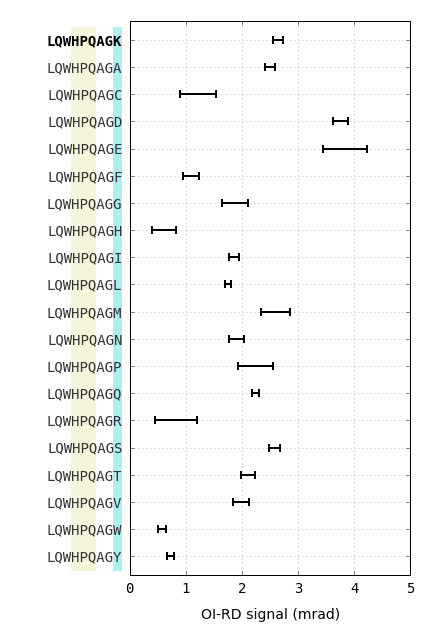 LQWHPQAGK
LQWHPQAGA
LQWHPQAGC
LQWHPQAGD
LQWHPQAGE
LQWHPQAGF
LQWHPQAGG
LQWHPQAGH
LQWHPQAGI
LQWHPQAGL
LQWHPQAGM
LQWHPQAGN
LQWHPQAGP
LQWHPQAGQ
LQWHPQAGR
LQWHPQAGS
LQWHPQAGT
LQWHPQAGV
LQWHPQAGW
LQWHPQAGY
0 1 2 3 4 5
OI-RD signal (mrad)